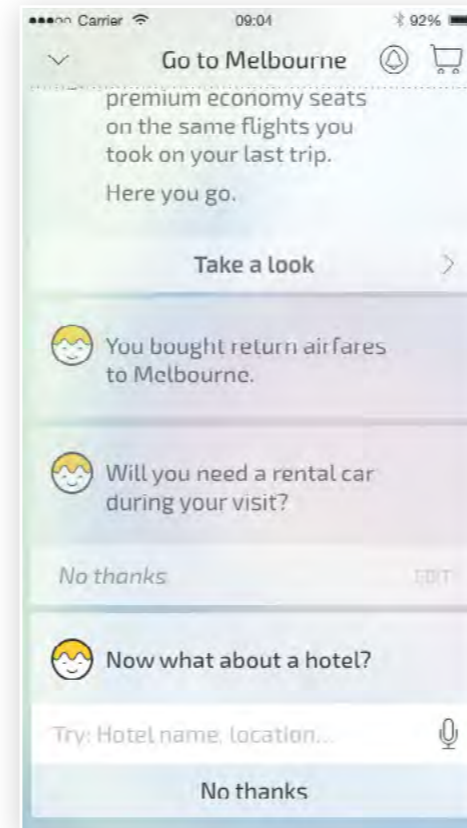 Carrier 09:04 92%
Go to Melbourne
premium economy seats
on the same flights you
took on your last trip.
Here you go.
Take a look
You bought return airfares
to Melbourne.
Will you need a rental car
during your visit?
No thanks EDIT
Now what about a hotel?
Try: Hotel name, location...
No thanks